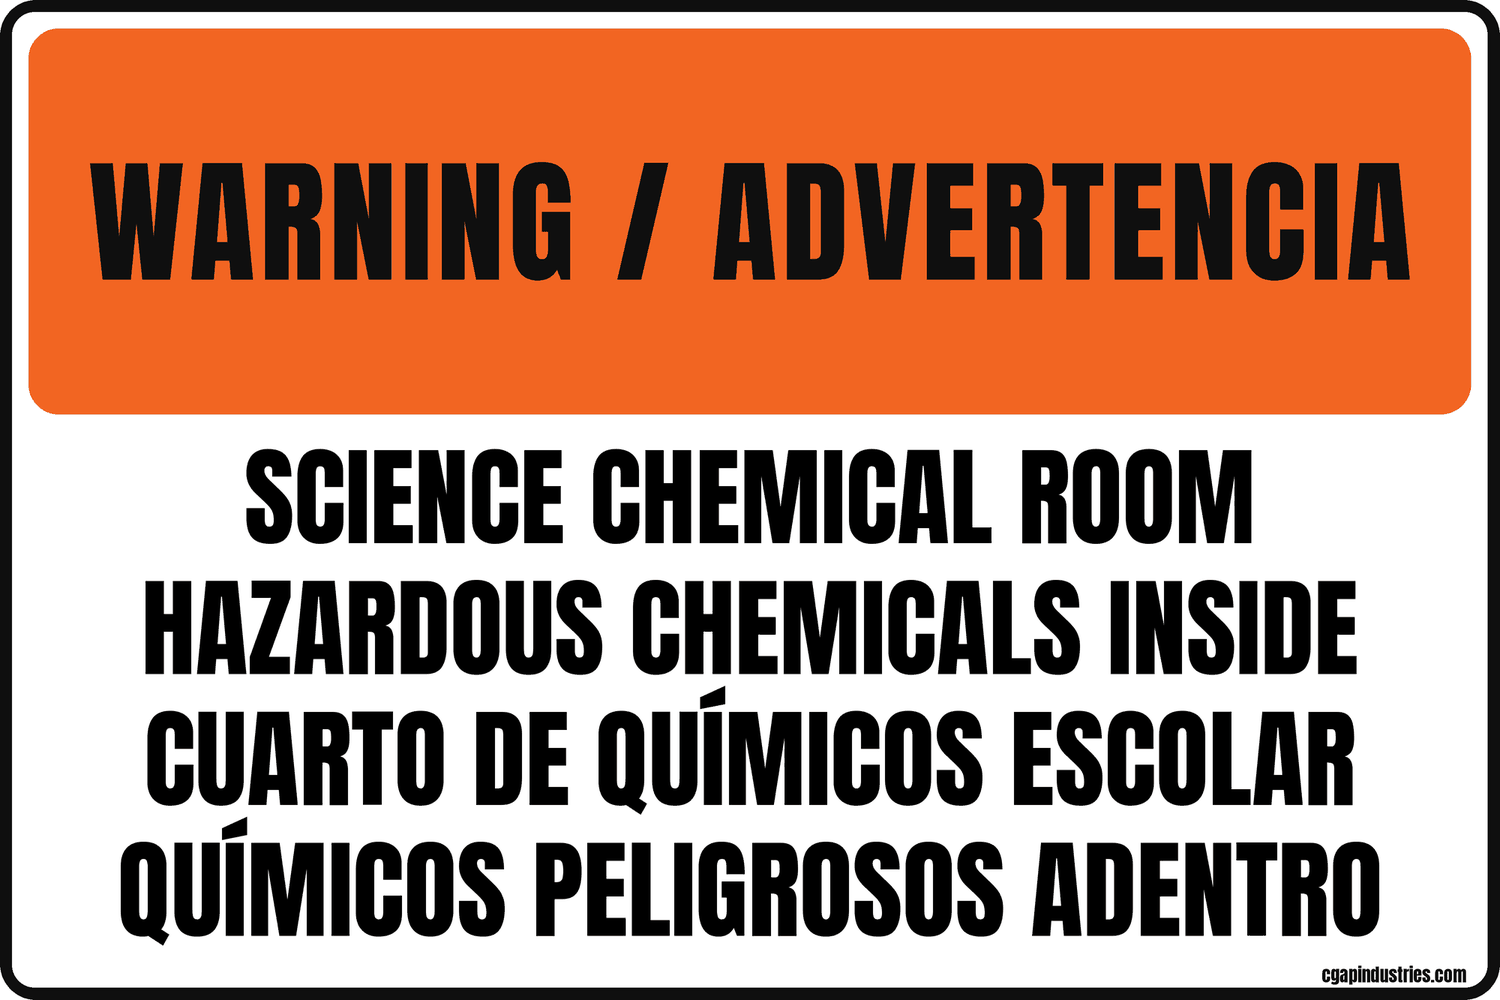 WARNING / ADVERTENCIA
SCIENCE CHEMICAL ROOM
HAZARDOUS CHEMICALS INSIDE
CUARTO DE QUÍMICOS ESCOLAR
QUÍMICOS PELIGROSOS ADENTRO
cgapindustries.com